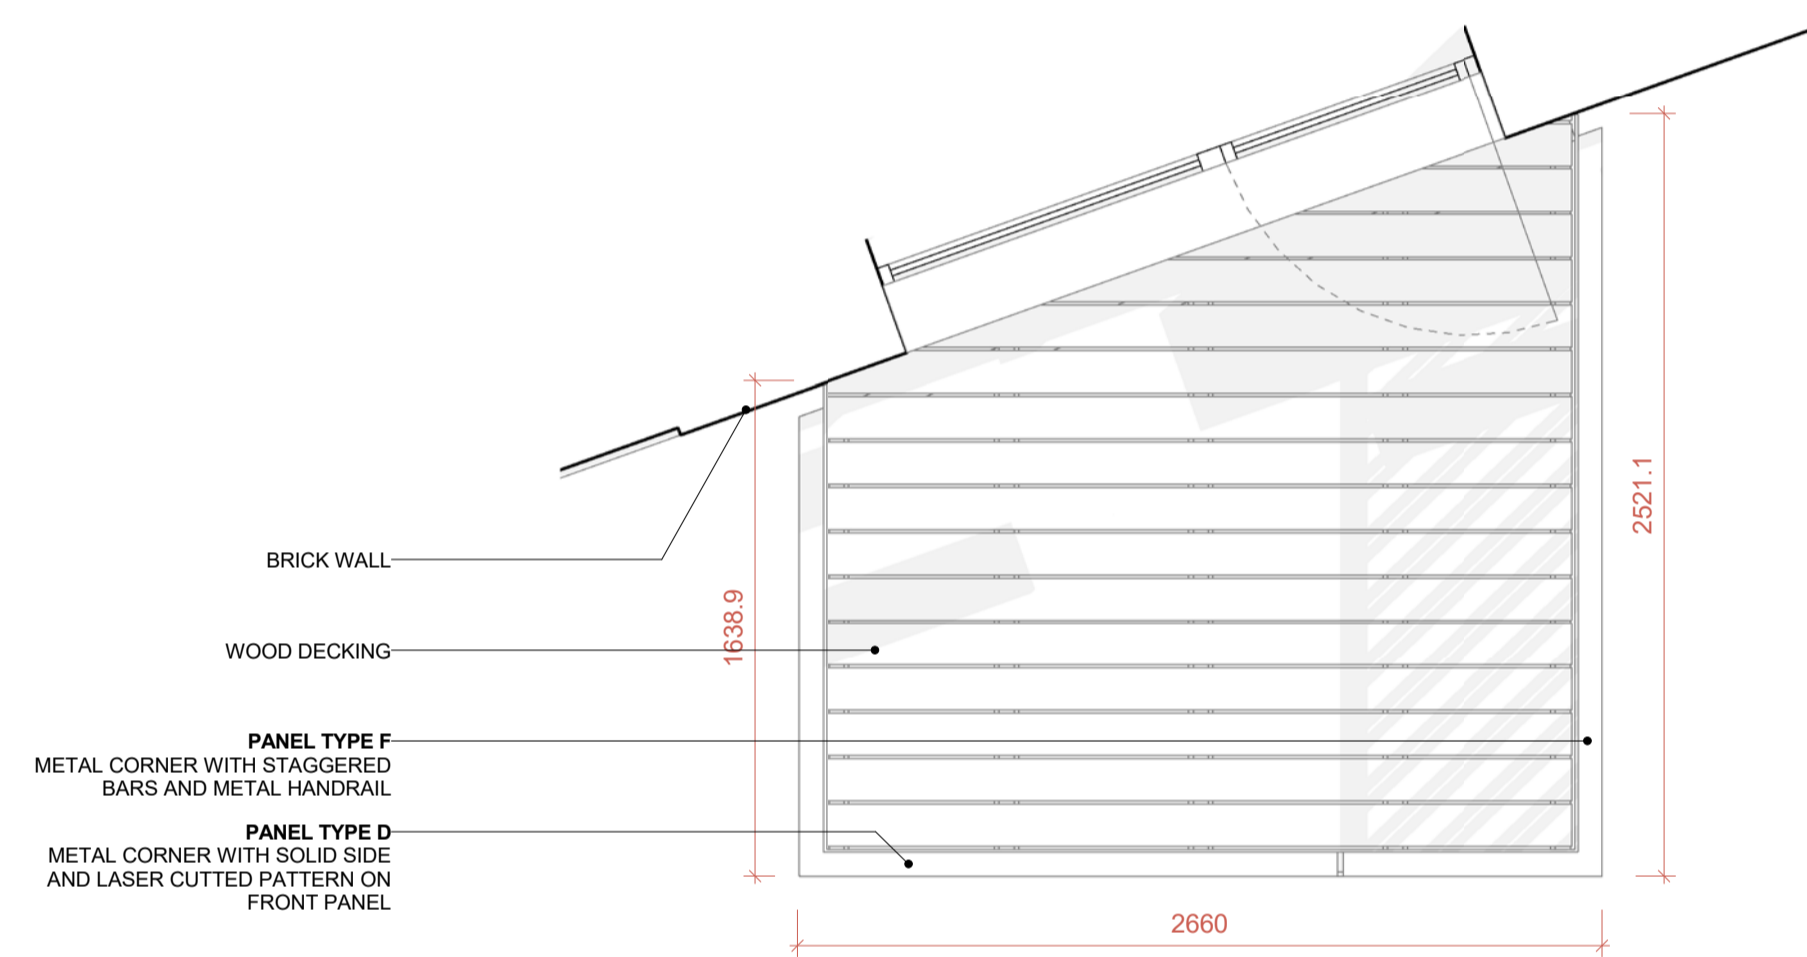 2521.1
BRICK WALL
1638.9
WOOD DECKING
PANEL TYPE F
METAL CORNER WITH STAGGERED
BARS AND METAL HANDRAIL
PANEL TYPE D
METAL CORNER WITH SOLID SIDE
AND LASER CUTTED PATTERN ON
FRONT PANEL
2660